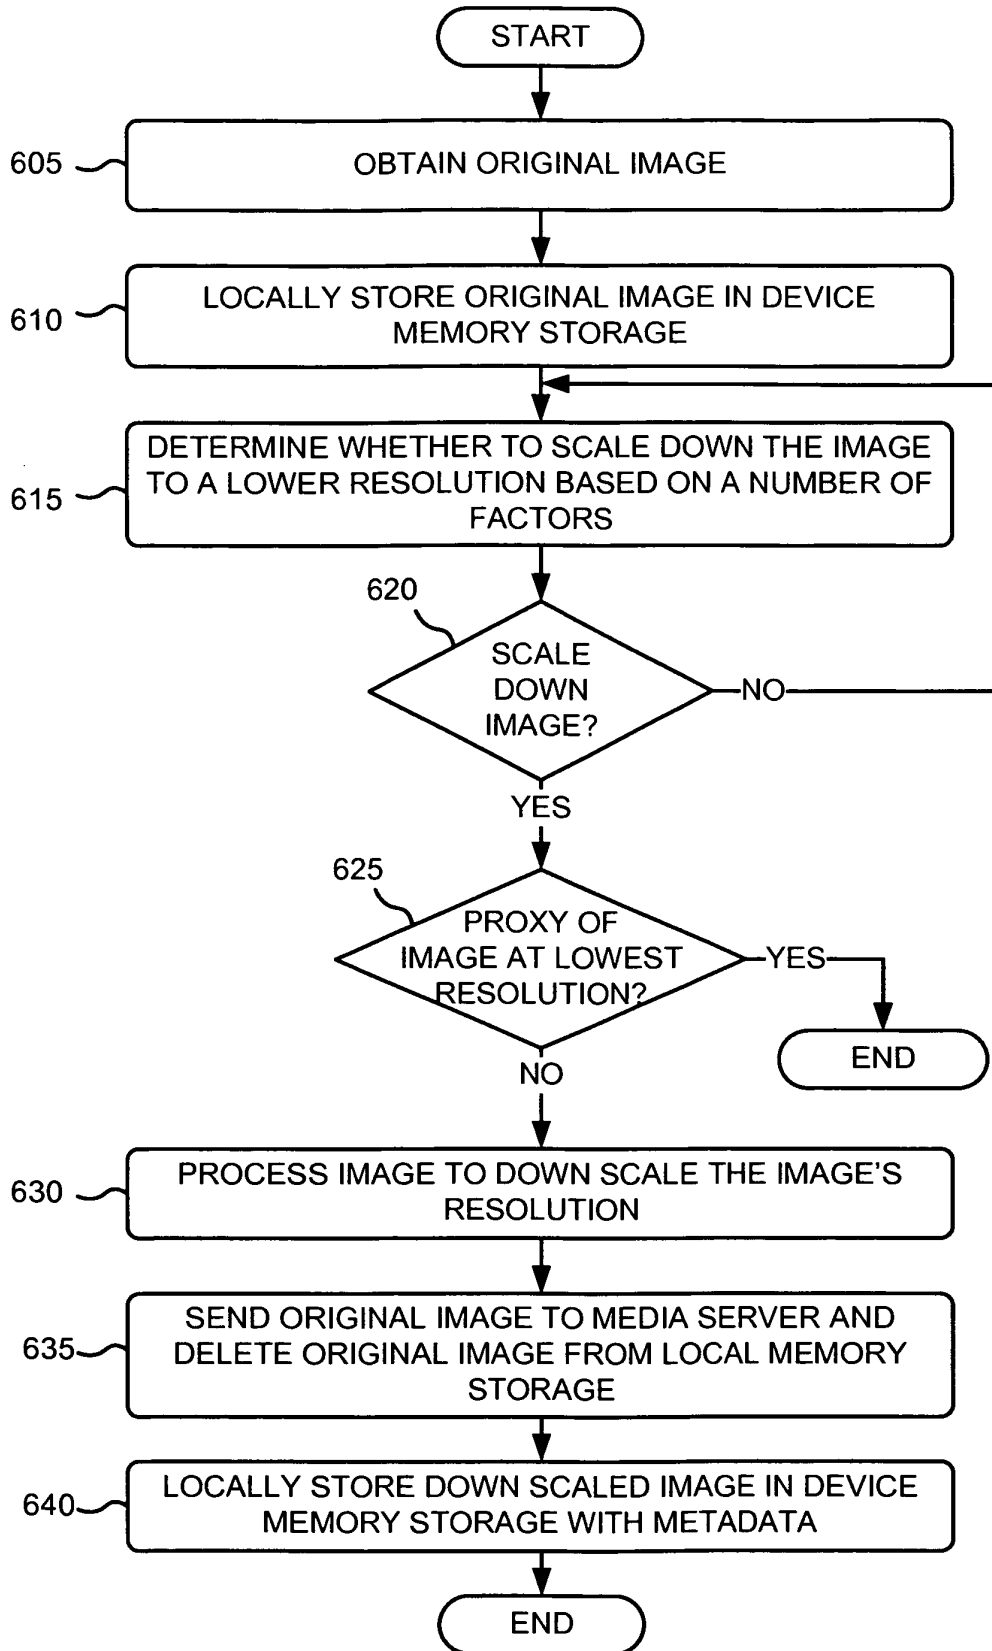 START
605
OBTAIN ORIGINAL IMAGE
610
LOCALLY STORE ORIGINAL IMAGE IN DEVICE
MEMORY STORAGE
615
DETERMINE WHETHER TO SCALE DOWN THE IMAGE
TO A LOWER RESOLUTION BASED ON A NUMBER OF
FACTORS
620
SCALE
DOWN
IMAGE?
NO
YES
625
PROXY OF
IMAGE AT LOWEST
RESOLUTION?
YES
END
NO
630
PROCESS IMAGE TO DOWN SCALE THE IMAGE'S
RESOLUTION
635
SEND ORIGINAL IMAGE TO MEDIA SERVER AND
DELETE ORIGINAL IMAGE FROM LOCAL MEMORY
STORAGE
640
LOCALLY STORE DOWN SCALED IMAGE IN DEVICE
MEMORY STORAGE WITH METADATA
END